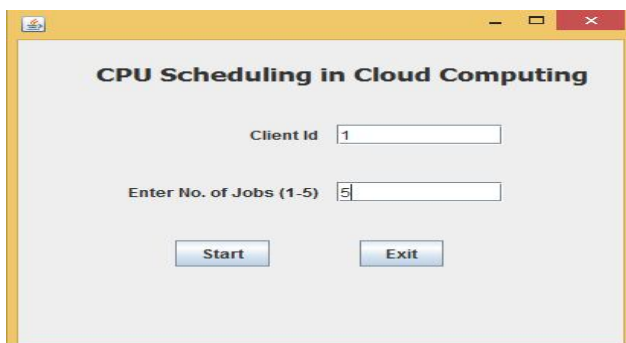 CPU Scheduling in Cloud Computing
Client Id 1
Enter No. of Jobs (1-5) 5
Start Exit